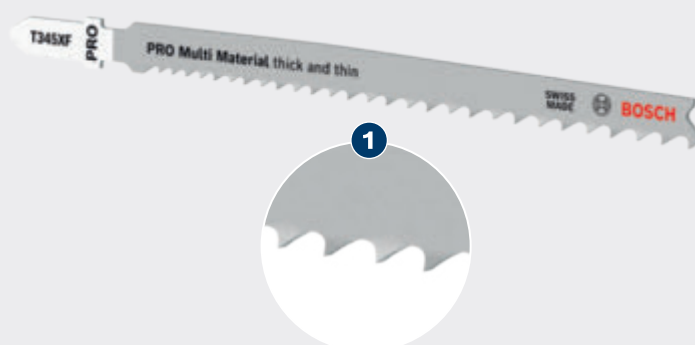 T345XF
PRO
PRO Multi Material thick and thin
SWISS
MADE
BOSCH
1